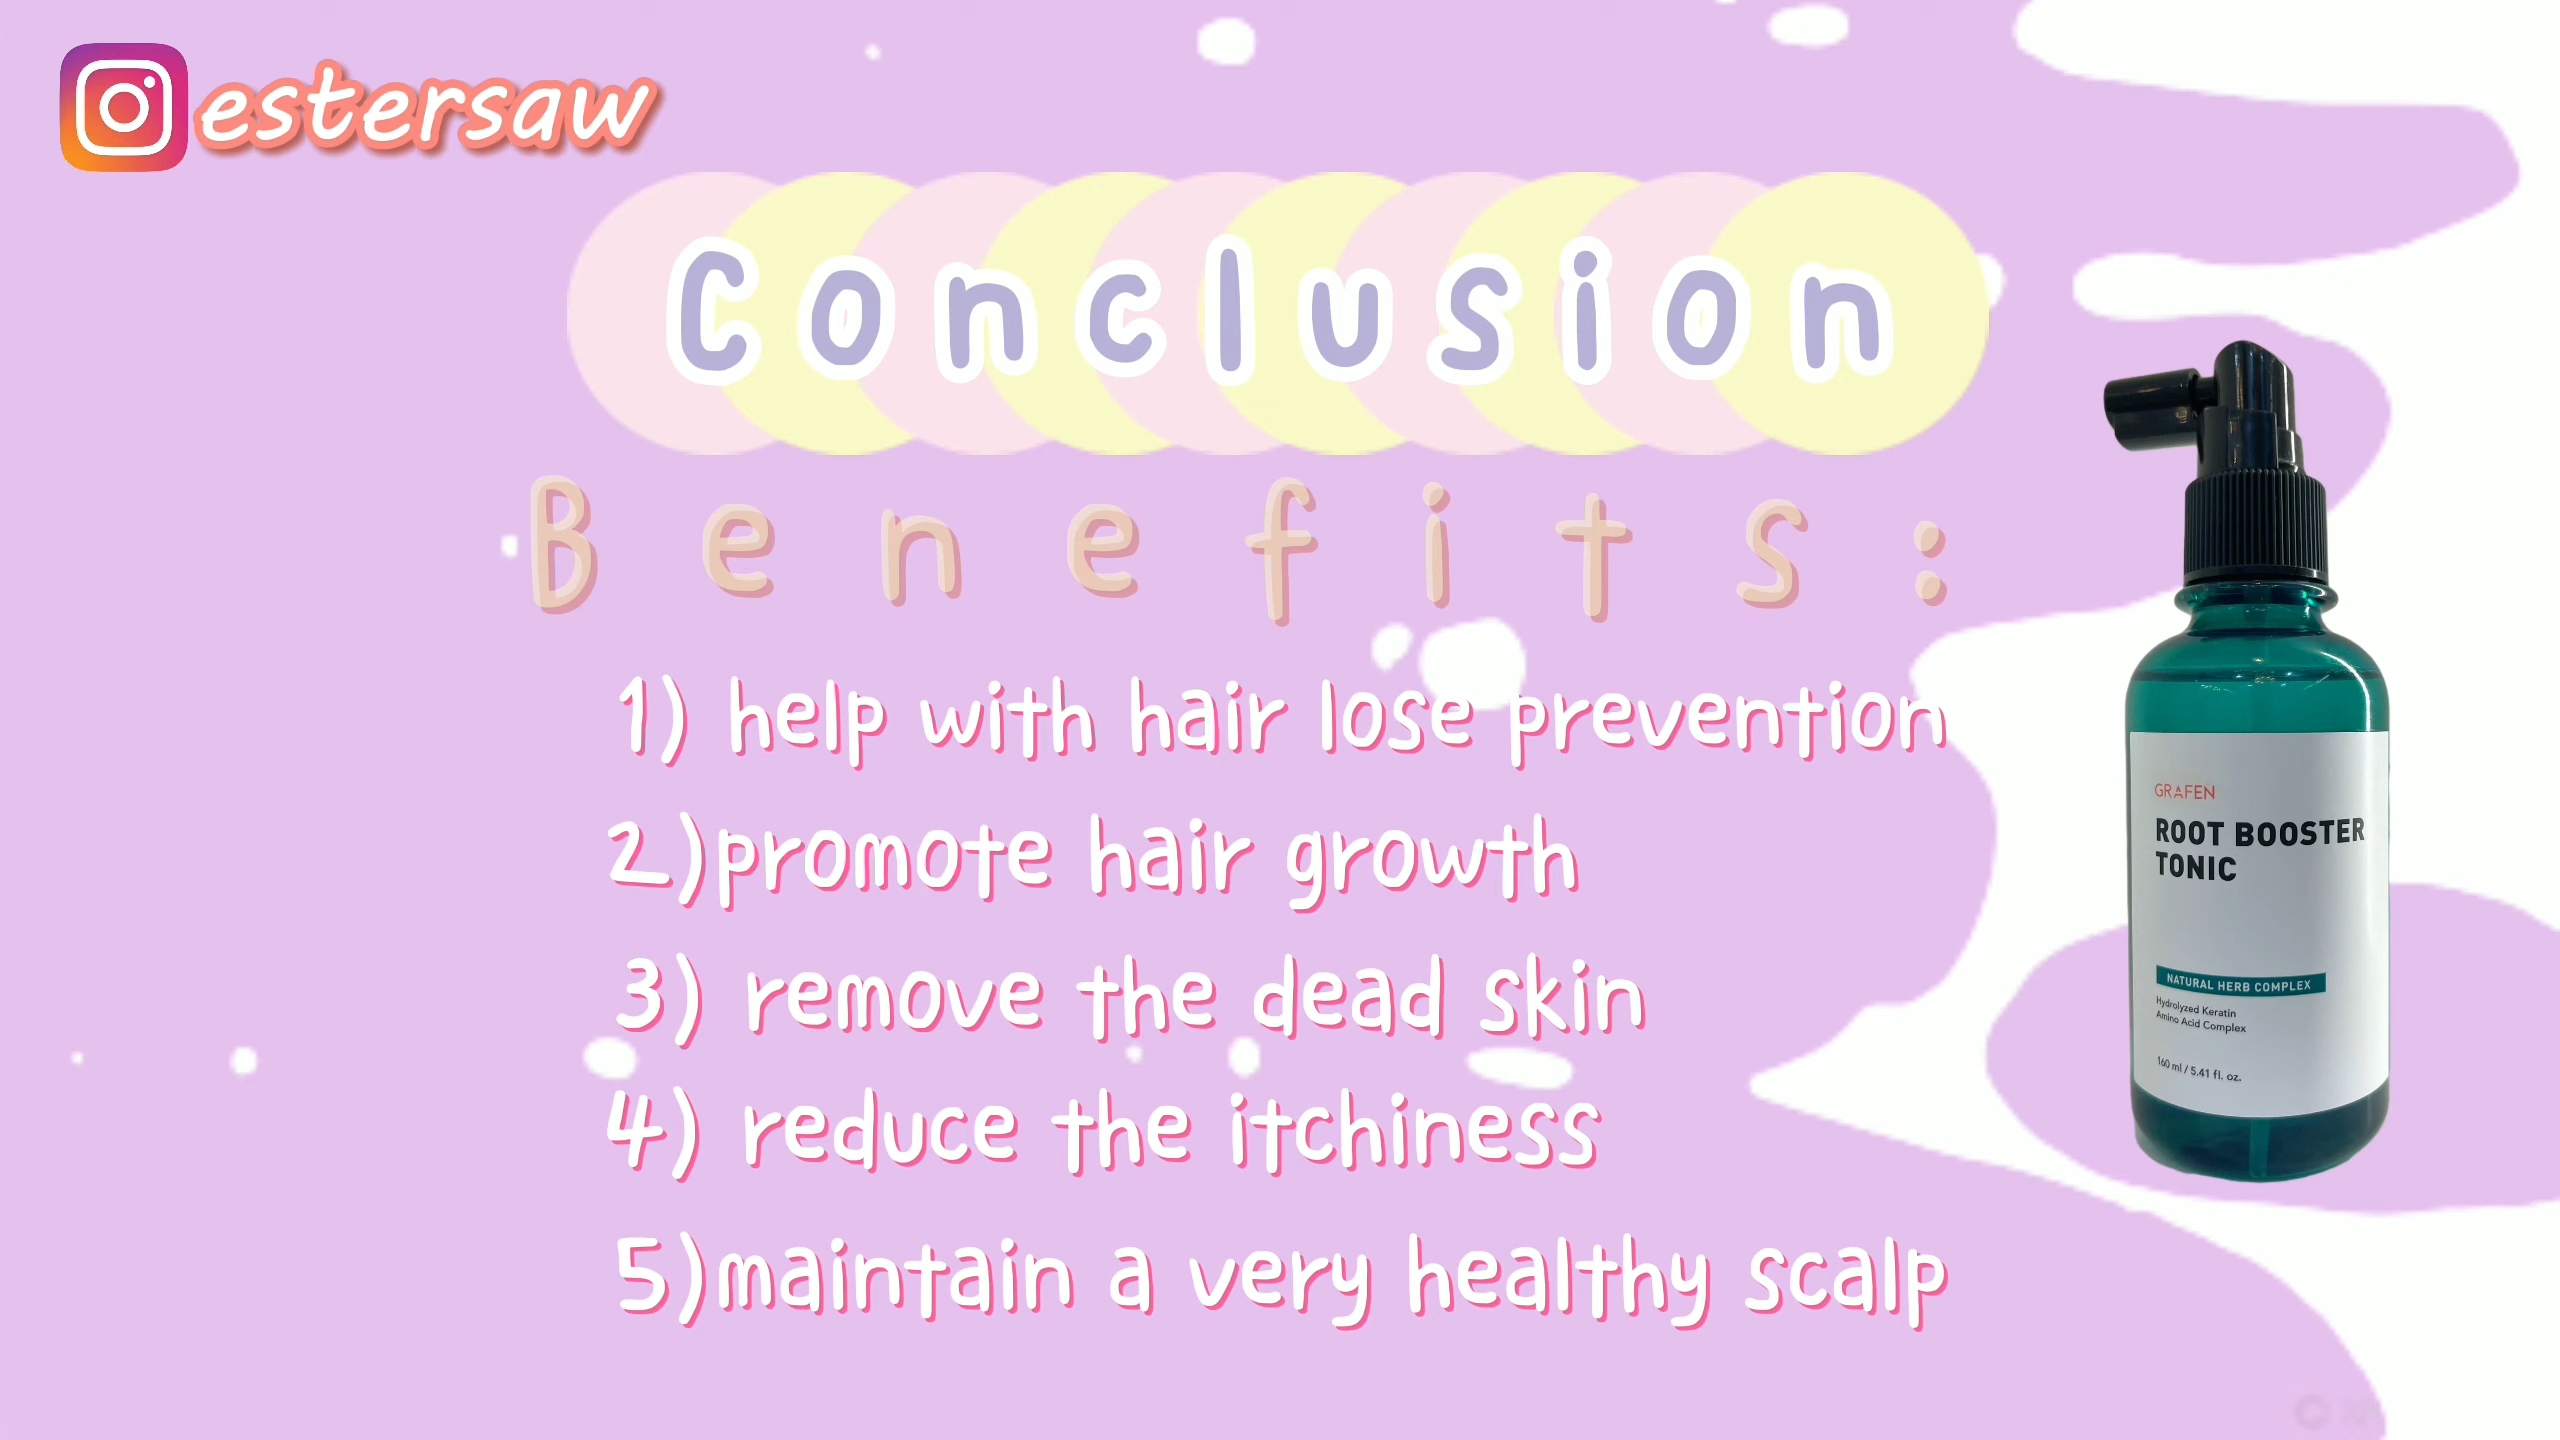 estersaw
Conclusion
Benefits:
1) help with hair lose prevention
2)promote hair growth
3) remove the dead skin
4) reduce the itchiness
5)maintain a very healthy scalp
GRAFEN
ROOT BOOSTER
TONIC
NATURAL HERB COMPLEX
Hydrolyzed Keratin
Amino Acid Complex
160 ml / 5.41 fl. oz.